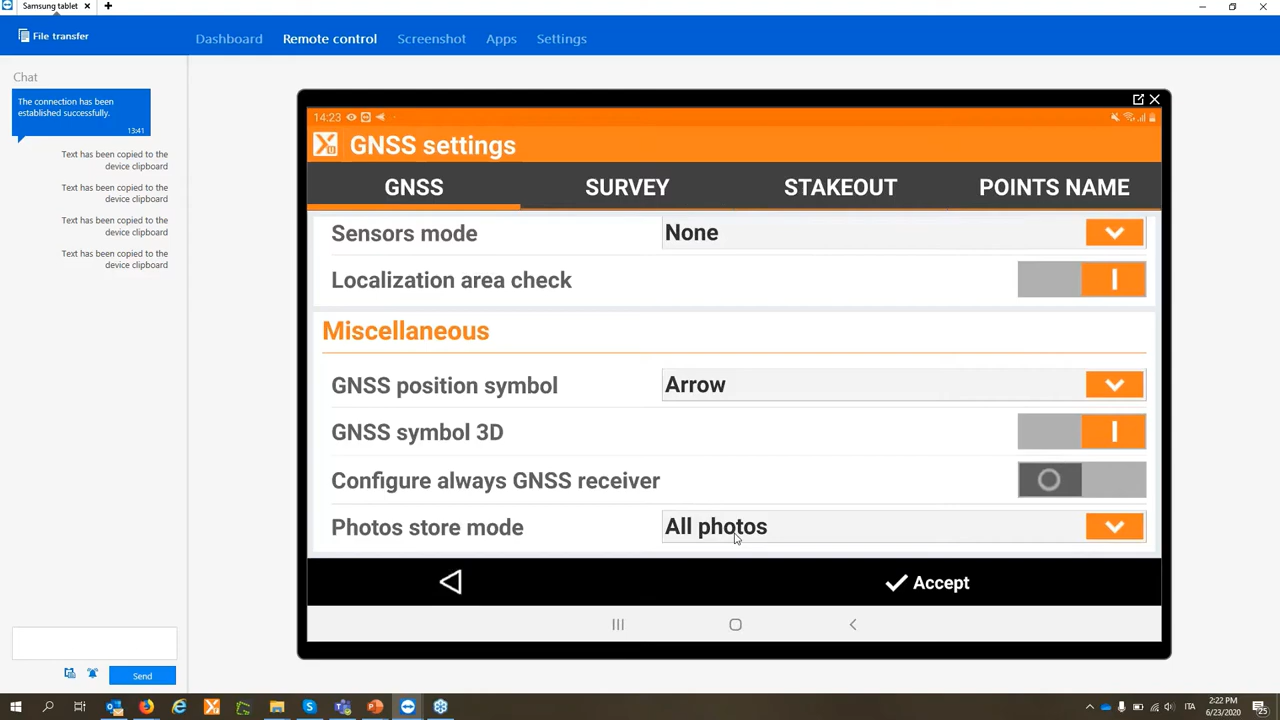 Samsung tablet
File transfer
Dashboard
Remote control
Screenshot
Apps
Settings
Chat
The connection has been
established successfully.
13:41
Text has been copied to the
device clipboard
Text has been copied to the
device clipboard
Text has been copied to the
device clipboard
Text has been copied to the
device clipboard
Send
14:23
GNSS settings
GNSS
SURVEY
STAKEOUT
POINTS NAME
Sensors mode
None
Localization area check
Miscellaneous
GNSS position symbol
Arrow
GNSS symbol 3D
Configure always GNSS receiver
Photos store mode
All photos
Accept
ITA
2:22 PM
6/23/2020
25